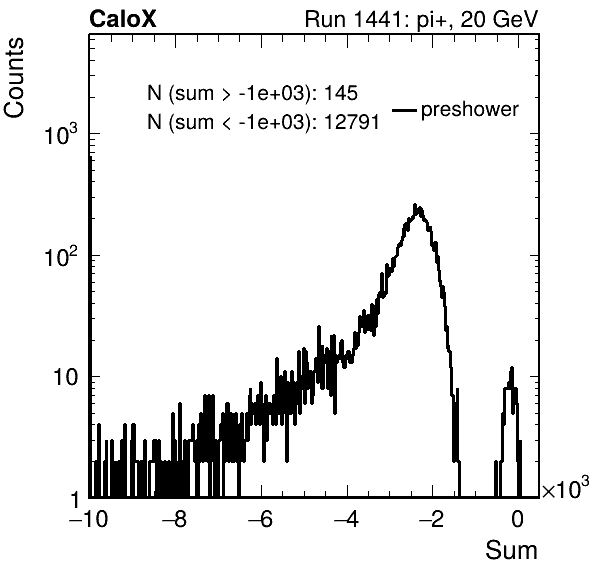 CaloX Run 1441: pi+, 20 GeV
Counts
N (sum > -1e+03): 145
N (sum < -1e+03): 12791
preshower
10³
10²
10
1
−10 −8 −6 −4 −2 0 ×10³
Sum